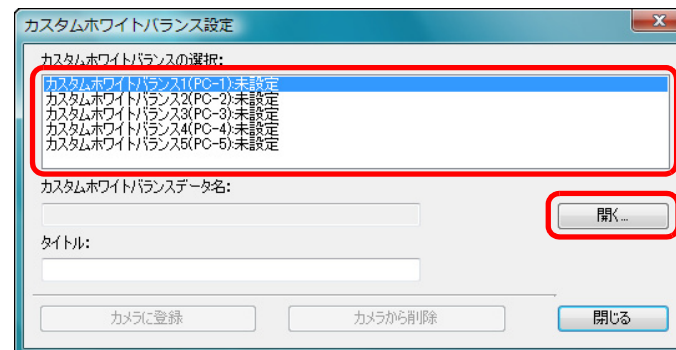 カスタムホワイトバランス設定
カスタムホワイトバランスの選択:
カスタムホワイトバランス1(PC-1):未設定
カスタムホワイトバランス2(PC-2):未設定
カスタムホワイトバランス3(PC-3):未設定
カスタムホワイトバランス4(PC-4):未設定
カスタムホワイトバランス5(PC-5):未設定
カスタムホワイトバランスデータ名:
開く...
タイトル:
カメラに登録
カメラから削除
閉じる